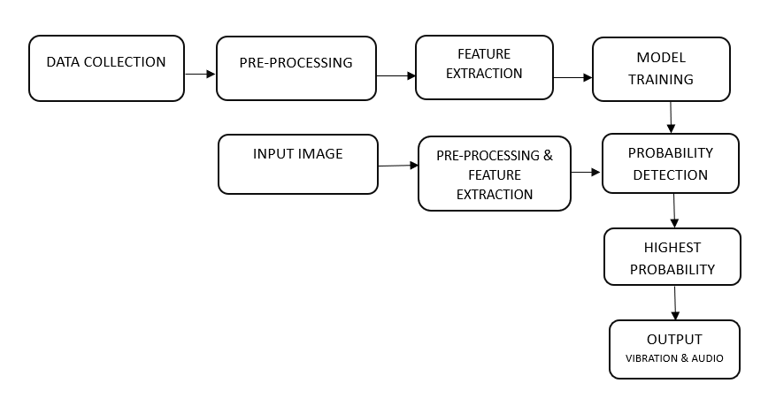 DATA COLLECTION
PRE-PROCESSING
FEATURE
EXTRACTION
MODEL
TRAINING
INPUT IMAGE
PRE-PROCESSING &
FEATURE
EXTRACTION
PROBABILITY
DETECTION
HIGHEST
PROBABILITY
OUTPUT
VIBRATION & AUDIO